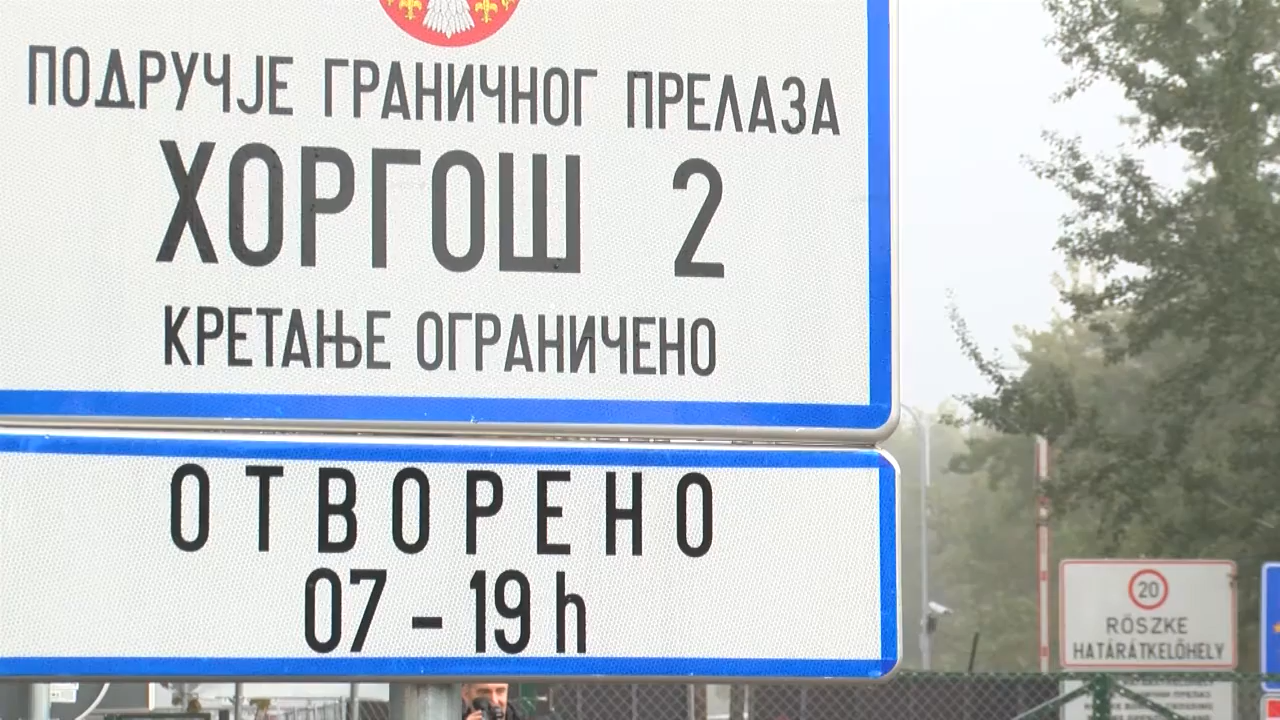 ПОДРУЧЈЕ ГРАНИЧНОГ ПРЕЛАЗА
ХОРГОШ 2
КРЕТАЊЕ ОГРАНИЧЕНО
ОТВОРЕНО
07 - 19 h
20
RÖSZKE
HATÁRÁTKELŐHELY